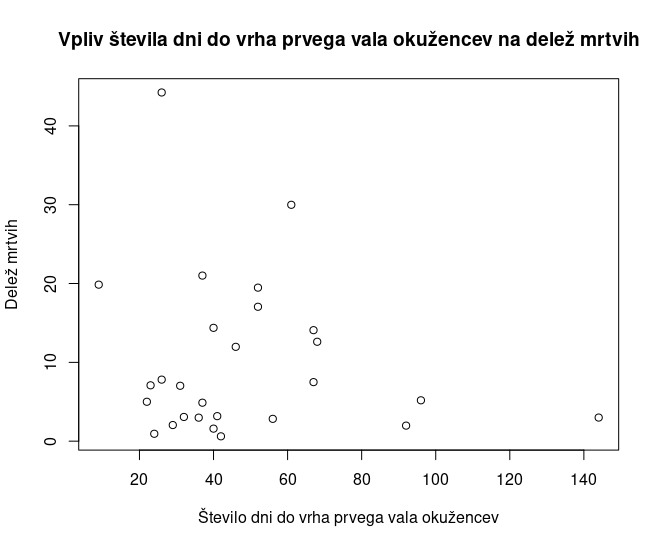 Vpliv števila dni do vrha prvega vala okužencev na delež mrtvih
40
30
20
10
0
Delež mrtvih
20 40 60 80 100 120 140
Število dni do vrha prvega vala okužencev